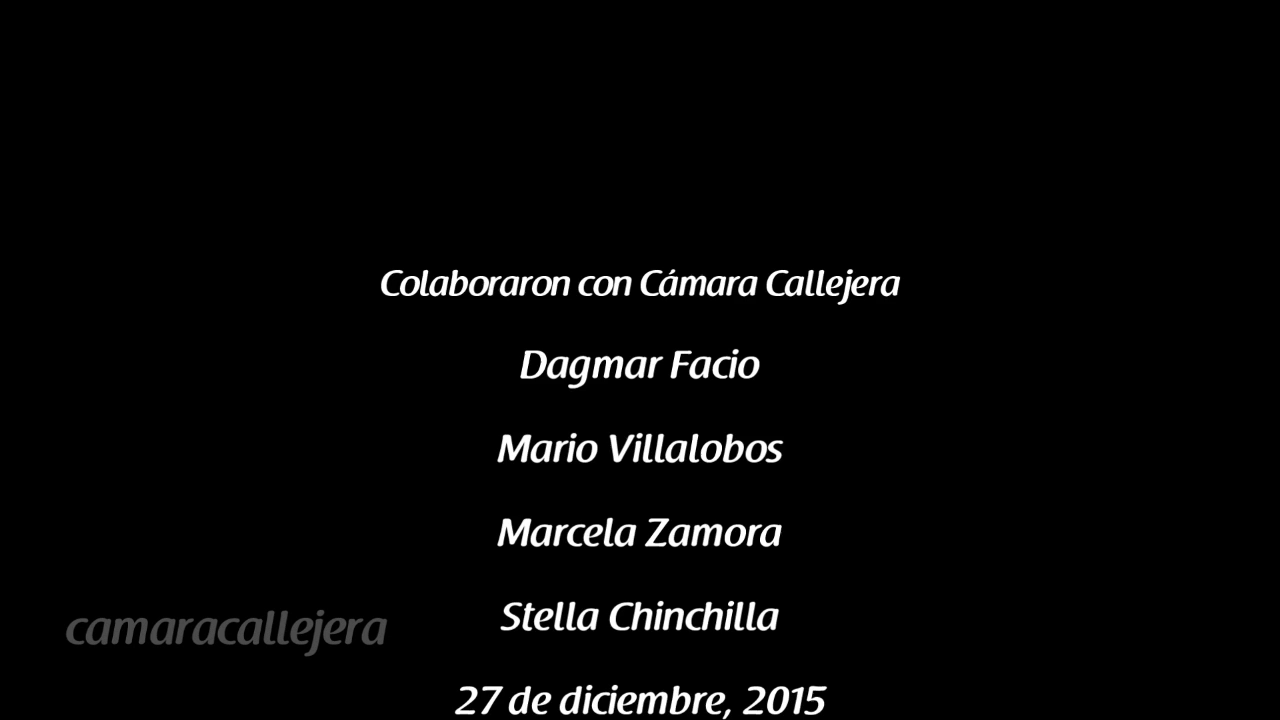 Colaboraron con Cámara Callejera
Dagmar Facio
Mario Villalobos
Marcela Zamora
Stella Chinchilla
camaracallejera
27 de diciembre, 2015